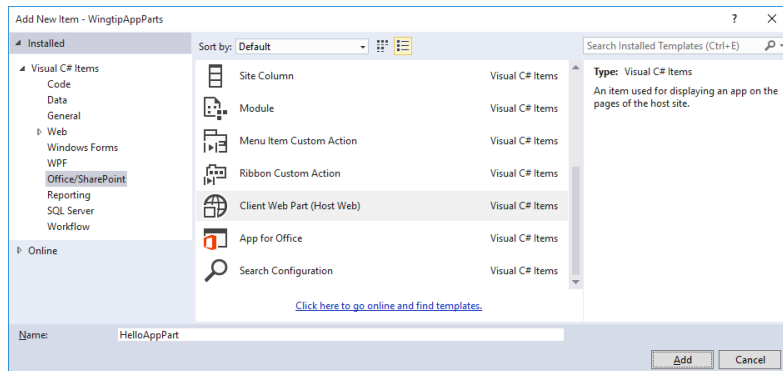 Add New Item - WingtipAppParts
? X
Installed
Sort by: Default
Search Installed Templates (Ctrl+E)
Visual C# Items
Code
Data
General
Web
Windows Forms
WPF
Office/SharePoint
Reporting
SQL Server
Workflow
Online
Site Column Visual C# Items
Module Visual C# Items
Menu Item Custom Action Visual C# Items
Ribbon Custom Action Visual C# Items
Client Web Part (Host Web) Visual C# Items
App for Office Visual C# Items
Search Configuration Visual C# Items
Click here to go online and find templates.
Type: Visual C# Items
An item used for displaying an app on the
pages of the host site.
Name: HelloAppPart
Add Cancel